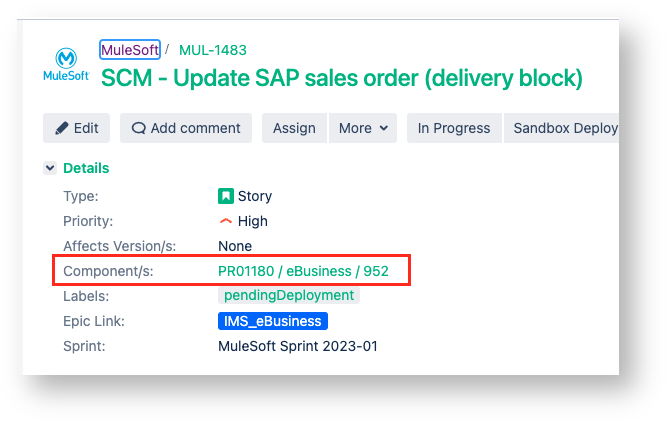 MuleSoft / MUL-1483
MuleSoft
SCM - Update SAP sales order (delivery block)
Edit Add comment Assign More In Progress Sandbox Deploy
Details
Type: Story
Priority: High
Affects Version/s: None
Component/s: PR01180 / eBusiness / 952
Labels: pendingDeployment
Epic Link: IMS_eBusiness
Sprint: MuleSoft Sprint 2023-01